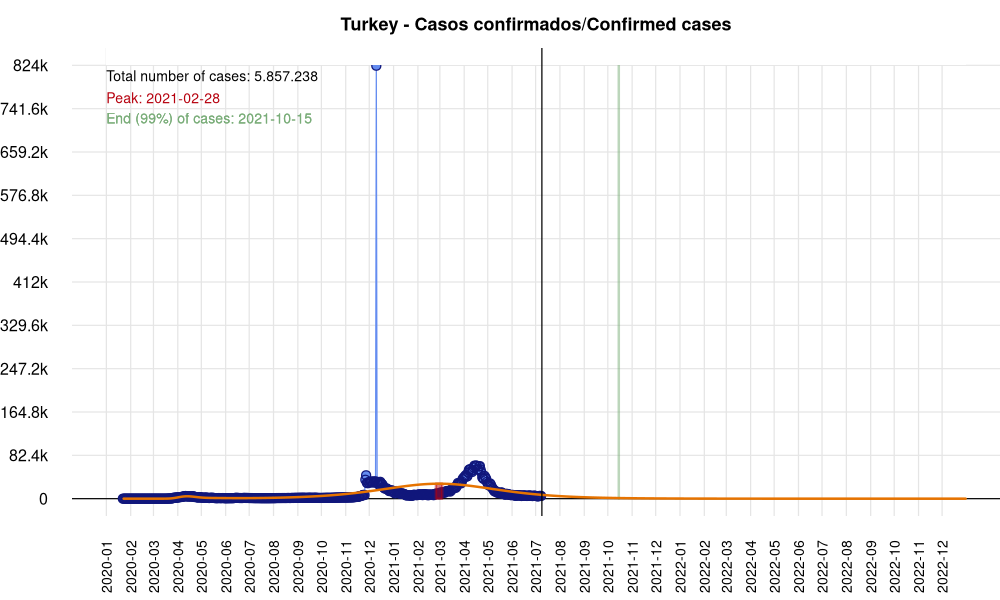 Turkey - Casos confirmados/Confirmed cases
Total number of cases: 5.857.238
Peak: 2021-02-28
End (99%) of cases: 2021-10-15
824k
741.6k
659.2k
576.8k
494.4k
412k
329.6k
247.2k
164.8k
82.4k
0
2020-01
2020-02
2020-03
2020-04
2020-05
2020-06
2020-07
2020-08
2020-09
2020-10
2020-11
2020-12
2021-01
2021-03
2021-04
2021-05
2021-06
2021-07
2021-08
2021-09
2021-10
2021-11
2021-12
2022-01
2022-02
2022-03
2022-04
2022-05
2022-06
2022-07
2022-08
2022-09
2022-10
2022-11
2022-12